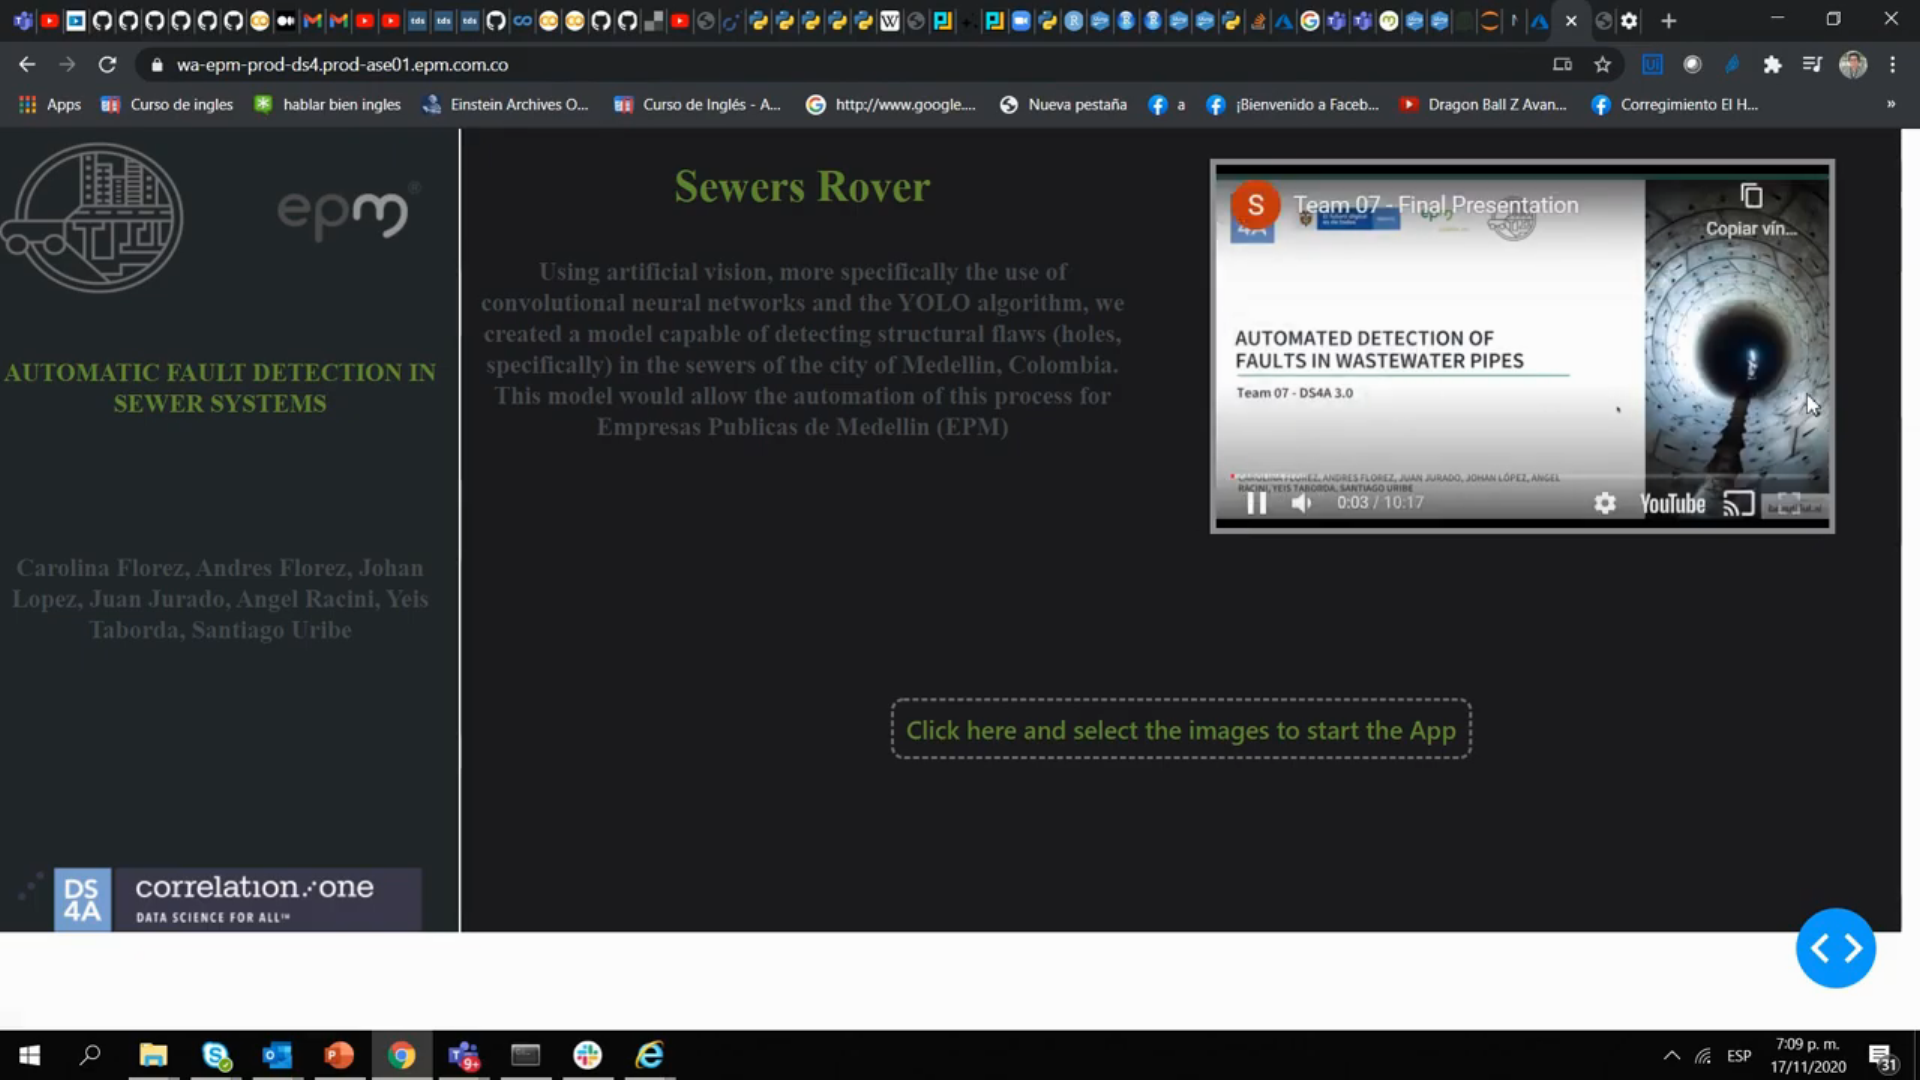 tds
tds
tds
W
wa-epm-prod-ds4.prod-ase01.epm.com.co
Apps
Curso de ingles
hablar bien ingles
Einstein Archives O...
Curso de Inglés - A...
http://www.google....
Nueva pestaña
a
¡Bienvenido a Faceb...
Dragon Ball Z Avan...
Corregimiento El H...
»
epm®
AUTOMATIC FAULT DETECTION IN
SEWER SYSTEMS
Carolina Florez, Andres Florez, Johan
Lopez, Juan Jurado, Angel Racini, Yeis
Taborda, Santiago Uribe
DS
4A
correlation one
DATA SCIENCE FOR ALL™
Sewers Rover
Using artificial vision, more specifically the use of
convolutional neural networks and the YOLO algorithm, we
created a model capable of detecting structural flaws (holes,
specifically) in the sewers of the city of Medellin, Colombia.
This model would allow the automation of this process for
Empresas Publicas de Medellin (EPM)
S
Team 07 - Final Presentation
Copiar vín...
4A
AUTOMATED DETECTION OF
FAULTS IN WASTEWATER PIPES
Team 07 - DS4A 3.0
CAROLINA FLOREZ, ANDRES FLOREZ, JUAN JURADO, JOHAN LÓPEZ, ANGEL
RACINI, YEIS TABORDA, SANTIAGO URIBE
0:03 / 10:17
YouTube
Click here and select the images to start the App
9+
ESP
7:09 p. m.
17/11/2020
31